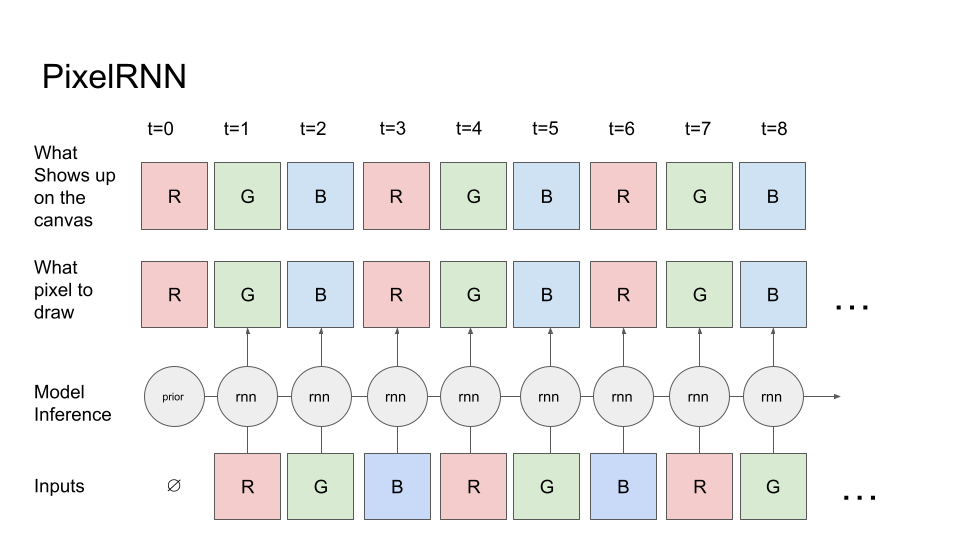 PixelRNN
t=0 t=1 t=2 t=3 t=4 t=5 t=6 t=7 t=8
What
Shows up
on the
canvas
R G B R G B R G B
What
pixel to
draw
R G B R G B R G B ...
Model
Inference
prior rnn rnn rnn rnn rnn rnn rnn rnn
Inputs
∅ R G B R G B R G ...